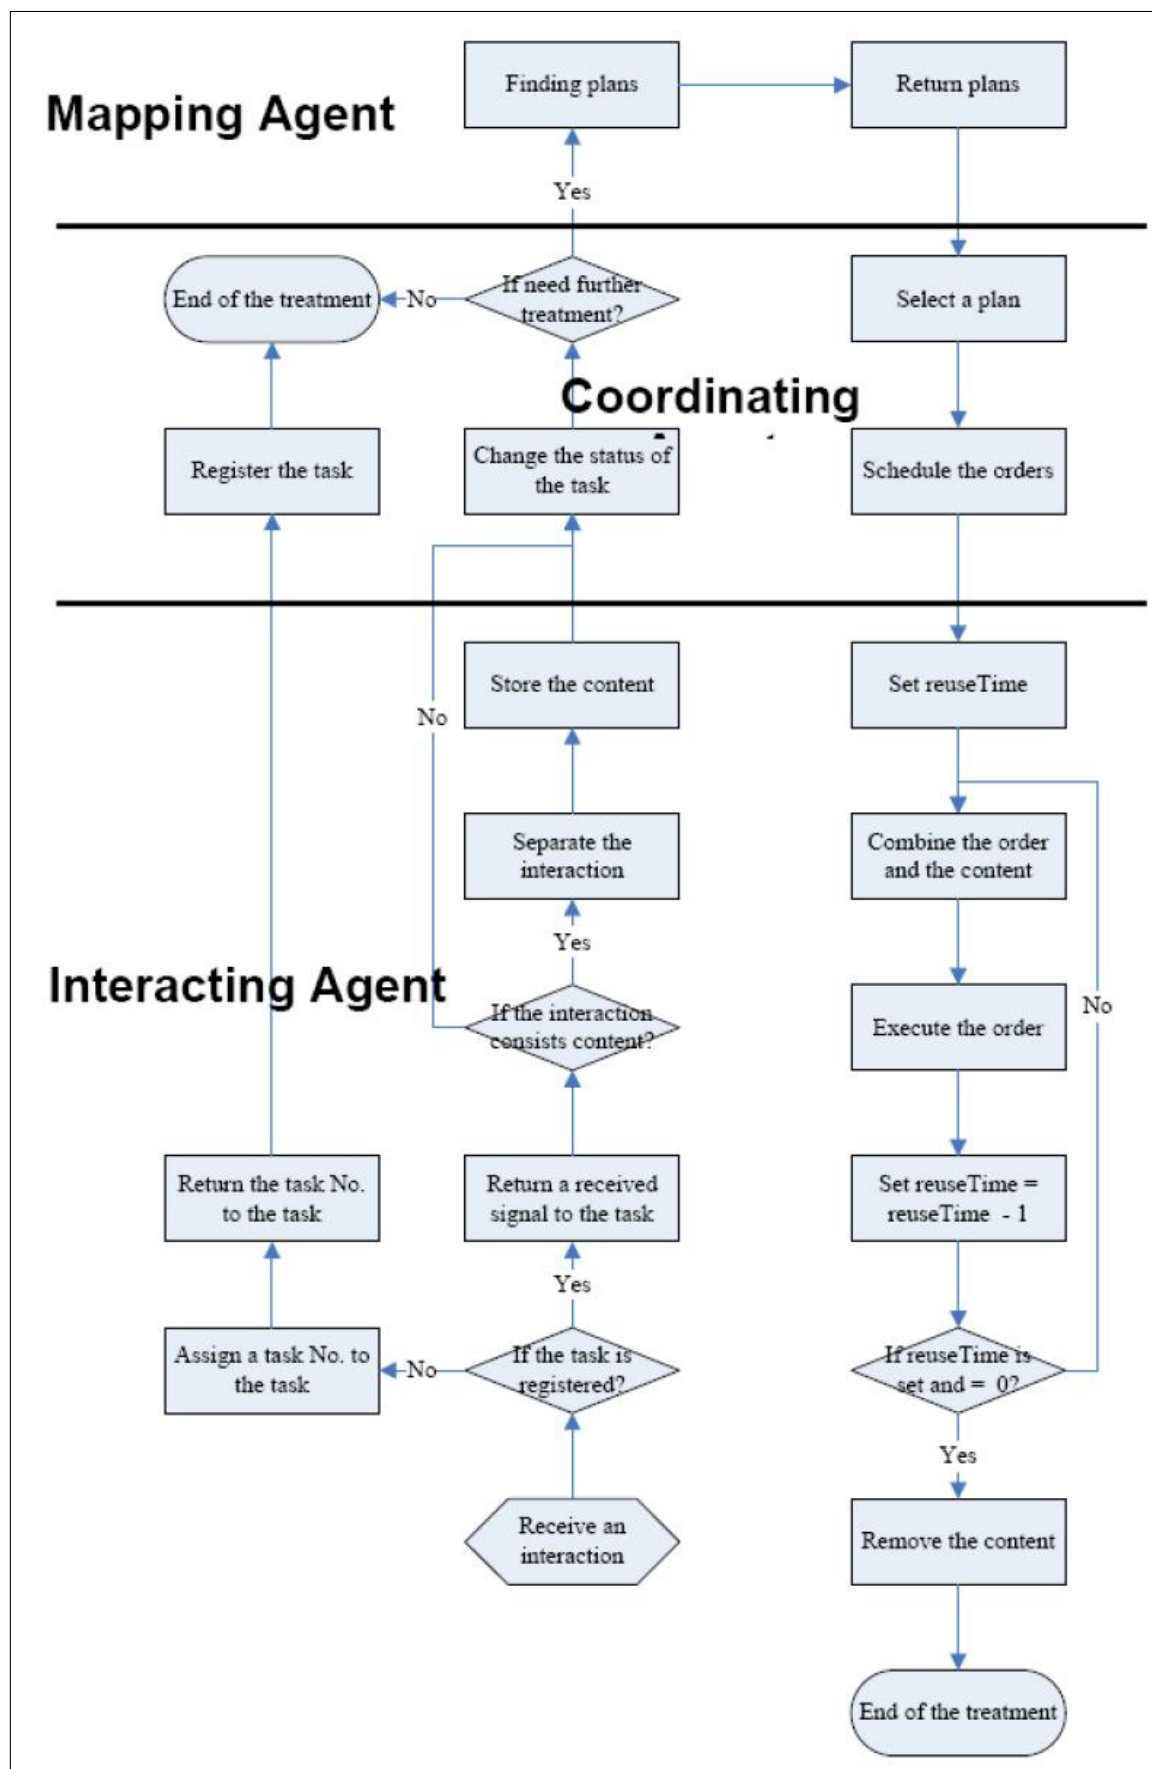 Mapping Agent
Finding plans
Return plans
Yes
End of the treatment
No
If need further
treatment?
Select a plan
Coordinating
Register the task
Change the status of
the task
Schedule the orders
Store the content
Set reuseTime
No
Separate the
interaction
Combine the order
and the content
Yes
Interacting Agent
If the interaction
consists content?
Execute the order
No
Return the task No.
to the task
Return a received
signal to the task
Set reuseTime =
reuseTime - 1
Yes
Assign a task No. to
the task
No
If the task is
registered?
If reuseTime is
set and = 0?
Yes
Receive an
interaction
Remove the content
End of the treatment